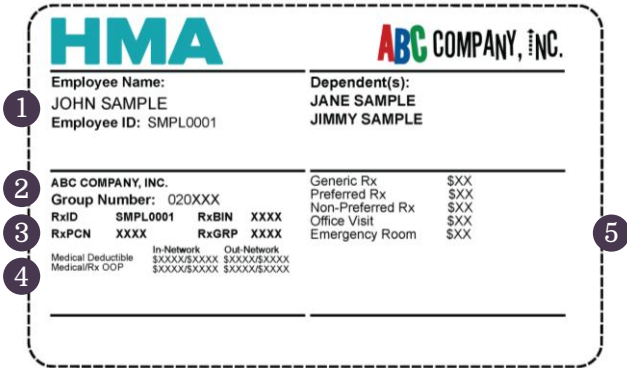 HMA
ABC COMPANY, INC.
Employee Name:
JOHN SAMPLE
Employee ID: SMPL0001
Dependent(s):
JANE SAMPLE
JIMMY SAMPLE
1
2
3
4
ABC COMPANY, INC.
Group Number: 020XXX
RxID SMPL0001 RxBIN XXXX
RxPCN XXXX RxGRP XXXX
In-Network Out-Network
Medical Deductible $XXXX/$XXXX $XXXX/$XXXX
Medical/Rx OOP $XXXX/$XXXX $XXXX/$XXXX
Generic Rx $XX
Preferred Rx $XX
Non-Preferred Rx $XX
Office Visit $XX
Emergency Room $XX
5